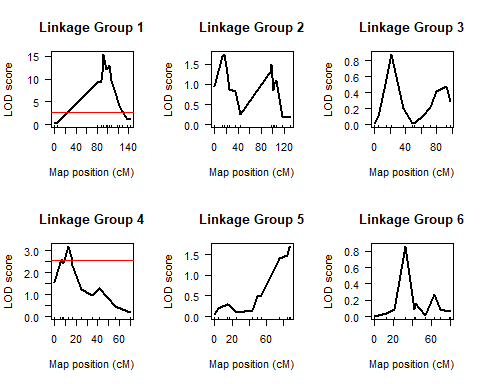 Linkage Group 1
LOD score
15
10
5
0
0 40 80 140
Map position (cM)
Linkage Group 2
LOD score
1.5
1.0
0.5
0.0
0 40 80 120
Map position (cM)
Linkage Group 3
LOD score
0.8
0.6
0.4
0.2
0.0
0 40 80
Map position (cM)
Linkage Group 4
LOD score
3.0
2.0
1.0
0.0
0 20 40 60
Map position (cM)
Linkage Group 5
LOD score
1.5
1.0
0.5
0.0
0 20 60
Map position (cM)
Linkage Group 6
LOD score
0.8
0.6
0.4
0.2
0.0
0 20 60
Map position (cM)